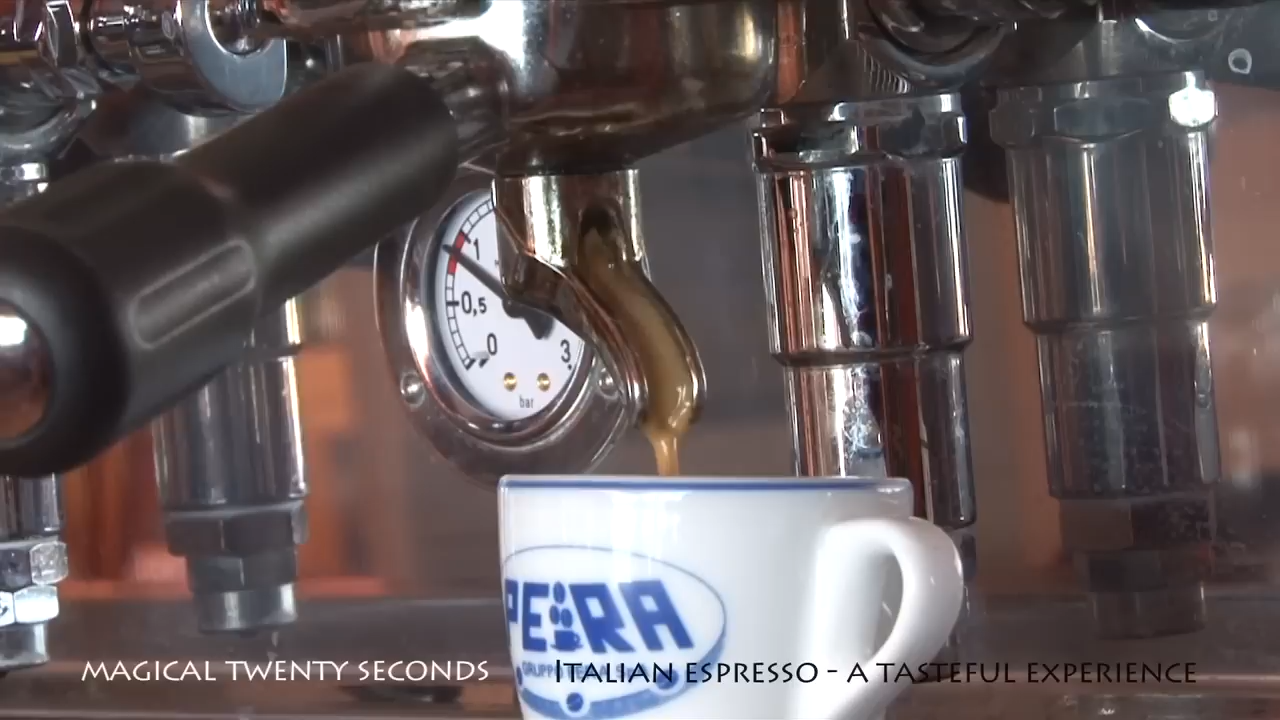 1
0,5
0
3
bar
PERA
MAGICAL TWENTY SECONDS
ITALIAN ESPRESSO - A TASTEFUL EXPERIENCE